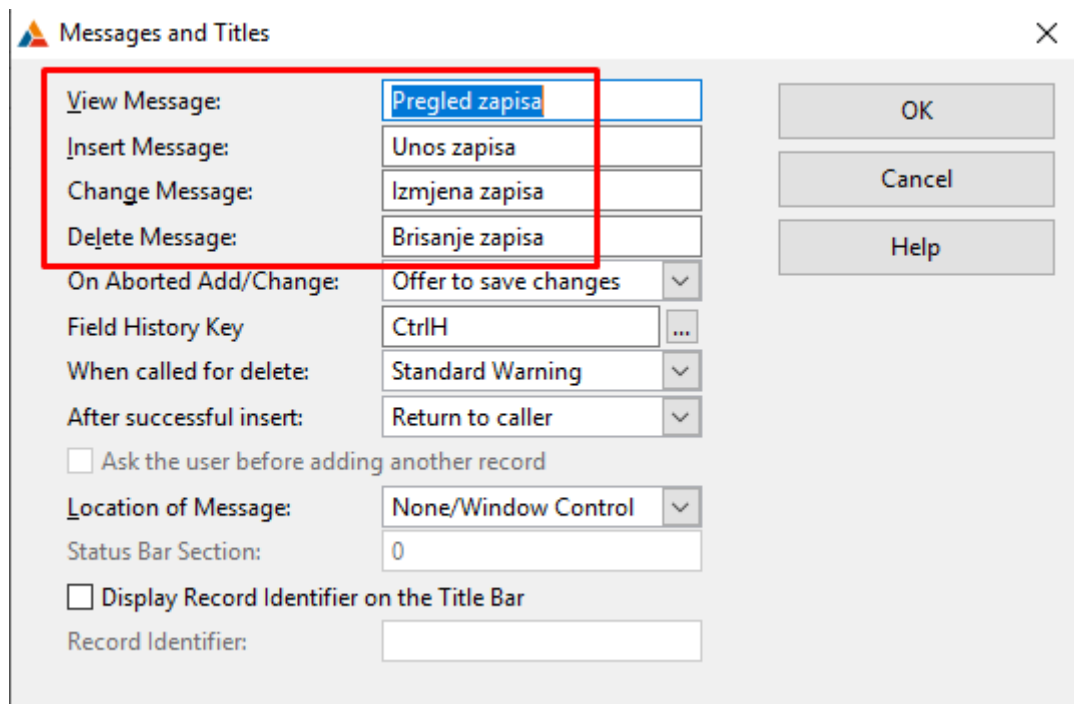 Messages and Titles
View Message: Pregled zapisa
Insert Message: Unos zapisa
Change Message: Izmjena zapisa
Delete Message: Brisanje zapisa
On Aborted Add/Change: Offer to save changes
Field History Key CtrlH ...
When called for delete: Standard Warning
After successful insert: Return to caller
Ask the user before adding another record
Location of Message: None/Window Control
Status Bar Section: 0
Display Record Identifier on the Title Bar
Record Identifier:
OK
Cancel
Help